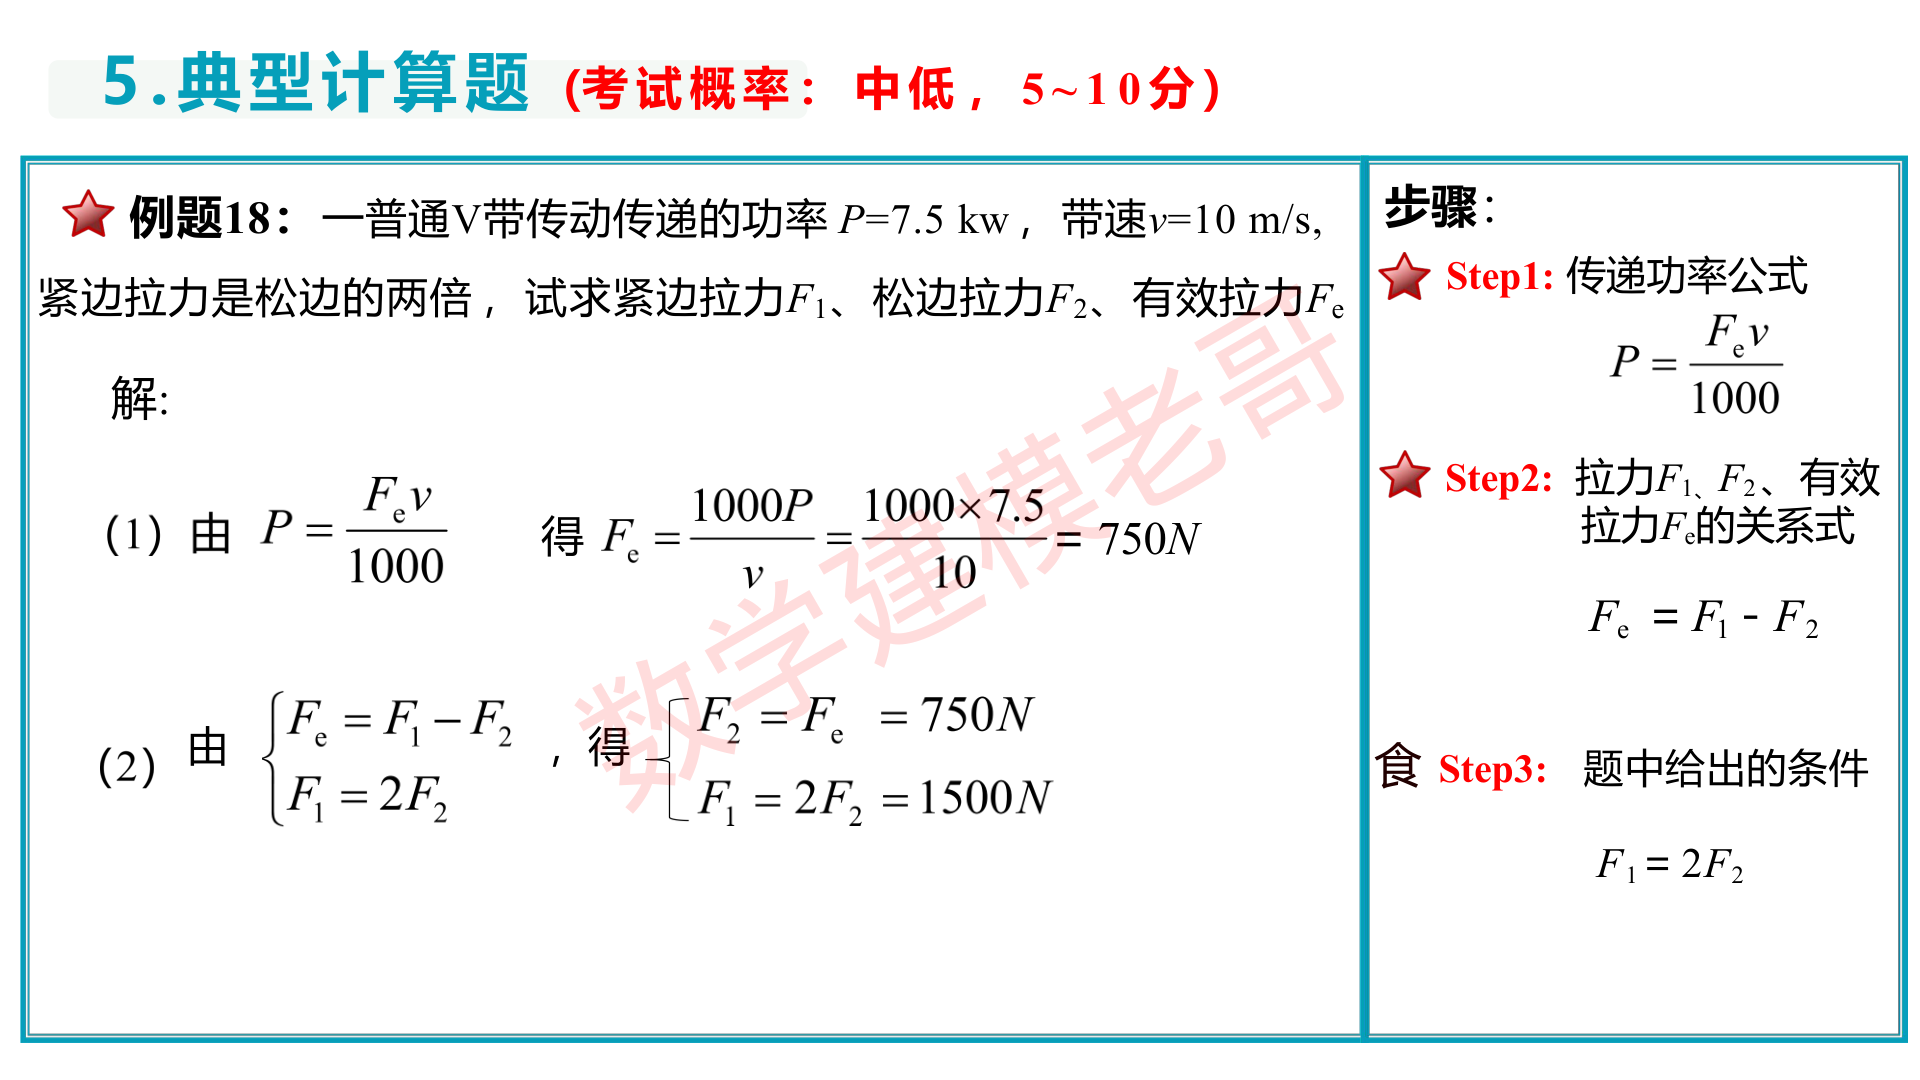 5.典型计算题 (考试概率：中低，5~10分)
例题18：一普通V带传动传递的功率 P=7.5 kw，带速v=10 m/s,
紧边拉力是松边的两倍，试求紧边拉力F₁、松边拉力F₂、有效拉力Fₑ
解:
（1）由 P = Fₑv/1000 得 Fₑ = 1000P/v = 1000×7.5/10 = 750N
（2）由 { Fₑ = F₁ − F₂
F₁ = 2F₂
，得 { F₂ = Fₑ = 750N
F₁ = 2F₂ = 1500N
步骤：
Step1: 传递功率公式
P = Fₑv/1000
Step2: 拉力F₁、F₂、有效
拉力Fₑ的关系式
Fₑ = F₁ - F₂
食 Step3: 题中给出的条件
F₁ = 2F₂
数学建模老哥